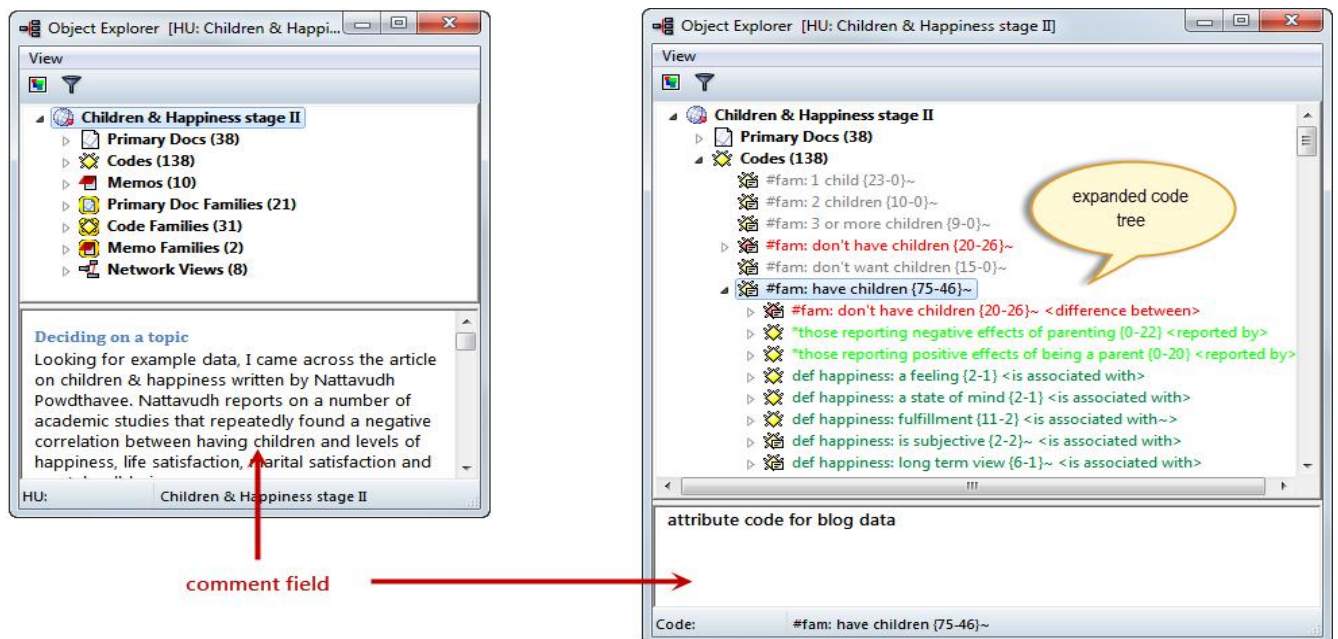 Object Explorer [HU: Children & Happi...
View
Children & Happiness stage II
Primary Docs (38)
Codes (138)
Memos (10)
Primary Doc Families (21)
Code Families (31)
Memo Families (2)
Network Views (8)
Deciding on a topic
Looking for example data, I came across the article
on children & happiness written by Nattavudh
Powdthavee. Nattavudh reports on a number of
academic studies that repeatedly found a negative
correlation between having children and levels of
happiness, life satisfaction, marital satisfaction and
HU: Children & Happiness stage II
comment field
Object Explorer [HU: Children & Happiness stage II]
View
Children & Happiness stage II
Primary Docs (38)
Codes (138)
#fam: 1 child {23-0}~
#fam: 2 children {10-0}~
#fam: 3 or more children {9-0}~
#fam: don't have children {20-26}~
#fam: don't want children {15-0}~
#fam: have children {75-46}~
#fam: don't have children {20-26}~ <difference between>
*those reporting negative effects of parenting {0-22} <reported by>
*those reporting positive effects of being a parent {0-20} <reported by>
def happiness: a feeling {2-1} <is associated with>
def happiness: a state of mind {2-1} <is associated with>
def happiness: fulfillment {11-2} <is associated with~>
def happiness: is subjective {2-2}~ <is associated with>
def happiness: long term view {6-1}~ <is associated with>
expanded code
tree
attribute code for blog data
Code: #fam: have children {75-46}~